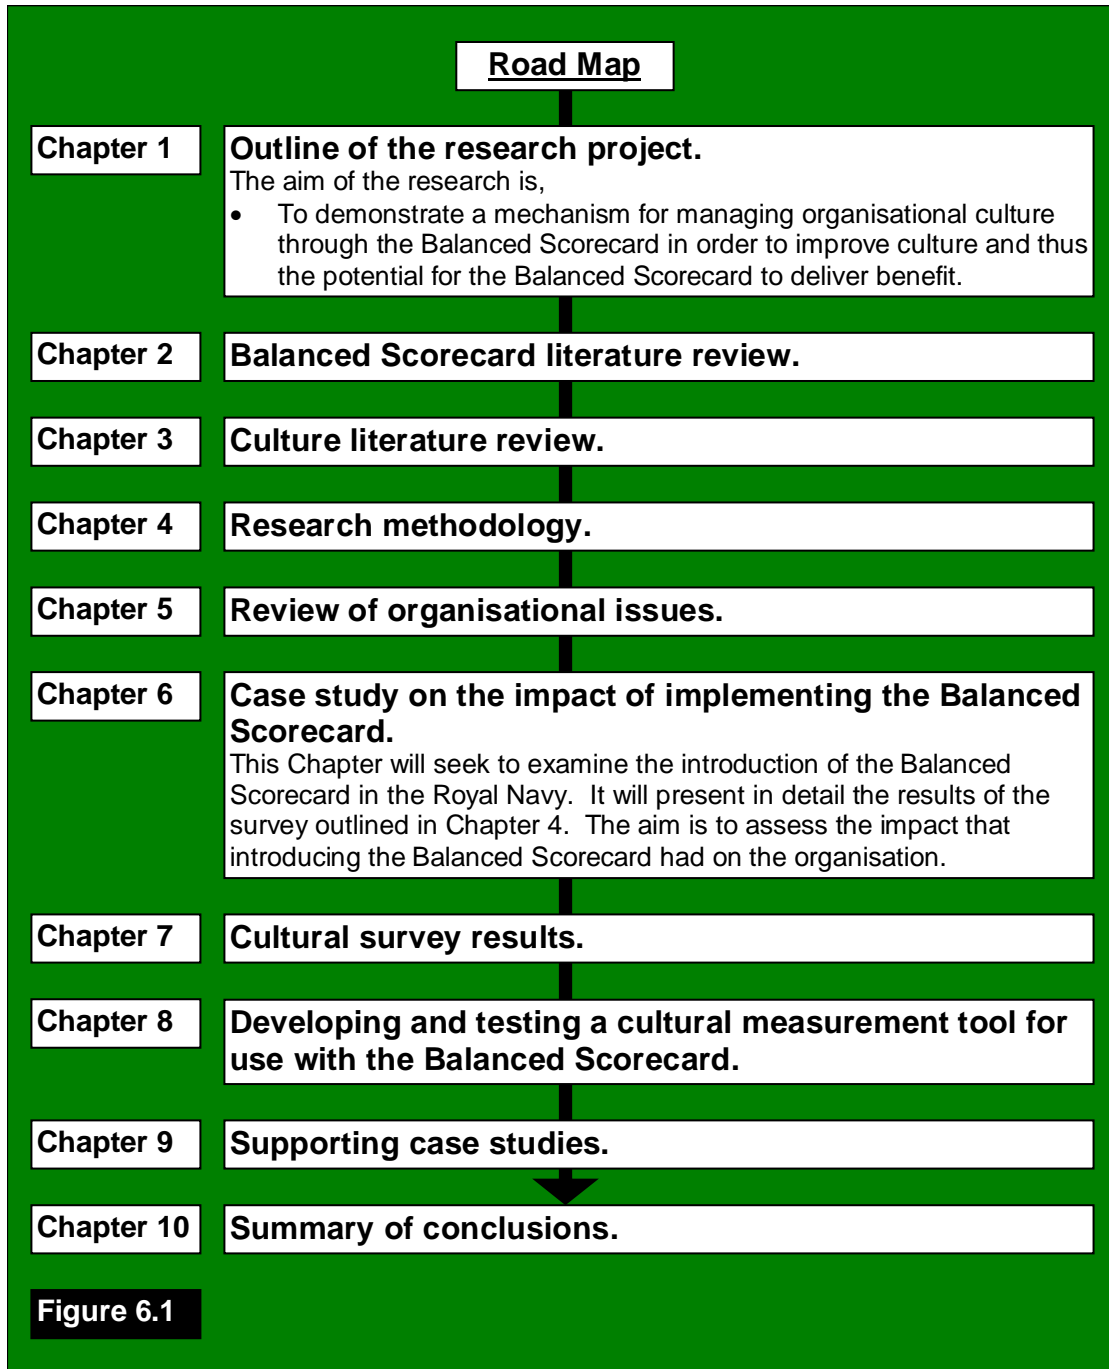 Road Map
Chapter 1
Outline of the research project.
The aim of the research is,
• To demonstrate a mechanism for managing organisational culture
through the Balanced Scorecard in order to improve culture and thus
the potential for the Balanced Scorecard to deliver benefit.
Chapter 2
Balanced Scorecard literature review.
Chapter 3
Culture literature review.
Chapter 4
Research methodology.
Chapter 5
Review of organisational issues.
Chapter 6
Case study on the impact of implementing the Balanced
Scorecard.
This Chapter will seek to examine the introduction of the Balanced
Scorecard in the Royal Navy.  It will present in detail the results of the
survey outlined in Chapter 4.  The aim is to assess the impact that
introducing the Balanced Scorecard had on the organisation.
Chapter 7
Cultural survey results.
Chapter 8
Developing and testing a cultural measurement tool for
use with the Balanced Scorecard.
Chapter 9
Supporting case studies.
Chapter 10
Summary of conclusions.
Figure 6.1